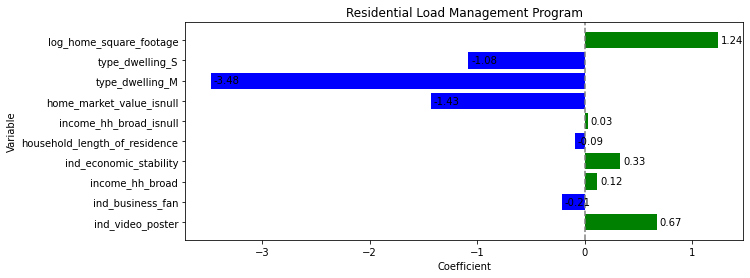 Residential Load Management Program
Variable
log_home_square_footage
1.24
type_dwelling_S
-1.08
type_dwelling_M
-3.48
home_market_value_isnull
-1.43
income_hh_broad_isnull
0.03
household_length_of_residence
-0.09
ind_economic_stability
0.33
income_hh_broad
0.12
ind_business_fan
-0.21
ind_video_poster
0.67
−3
−2
−1
0
1
Coefficient